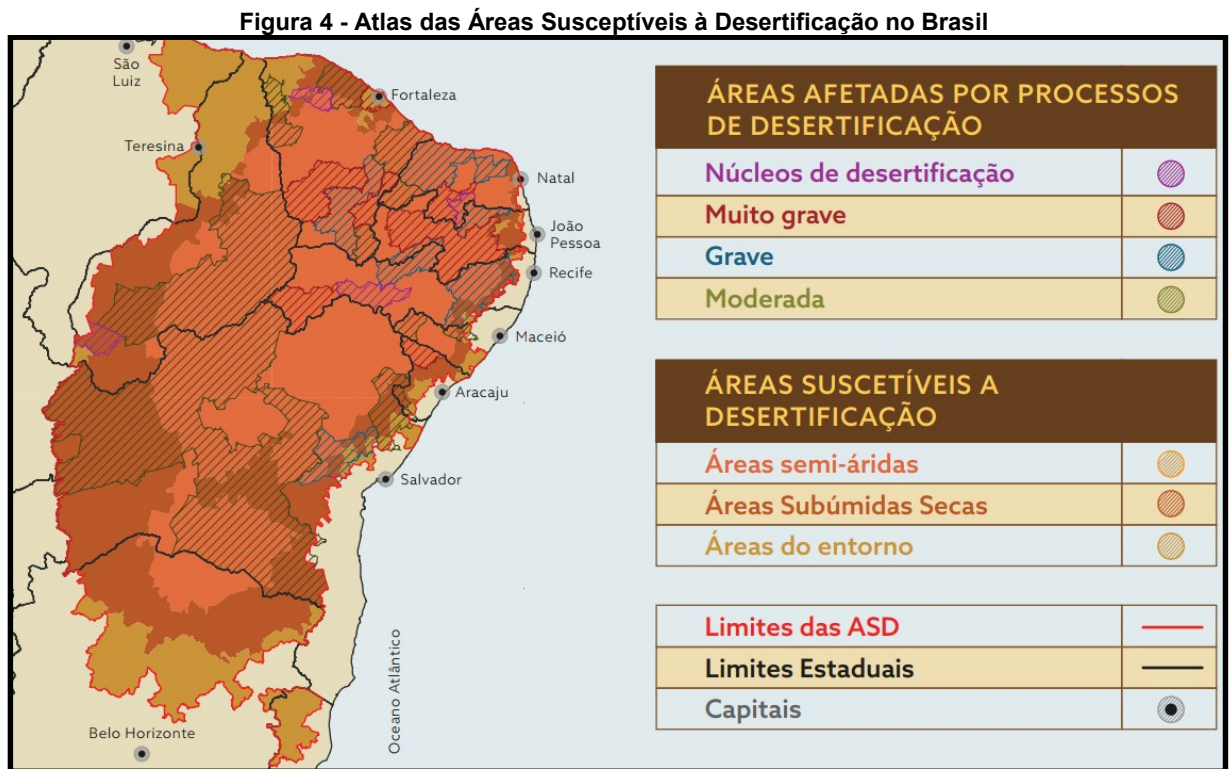 Figura 4 - Atlas das Áreas Susceptíveis à Desertificação no Brasil
São
Luiz
Fortaleza
Teresina
Natal
João
Pessoa
Recife
Maceió
Aracaju
Salvador
Oceano Atlântico
Belo Horizonte
ÁREAS AFETADAS POR PROCESSOS
DE DESERTIFICAÇÃO
Núcleos de desertificação
Muito grave
Grave
Moderada
ÁREAS SUSCETÍVEIS A
DESERTIFICAÇÃO
Áreas semi-áridas
Áreas Subúmidas Secas
Áreas do entorno
Limites das ASD
Limites Estaduais
Capitais